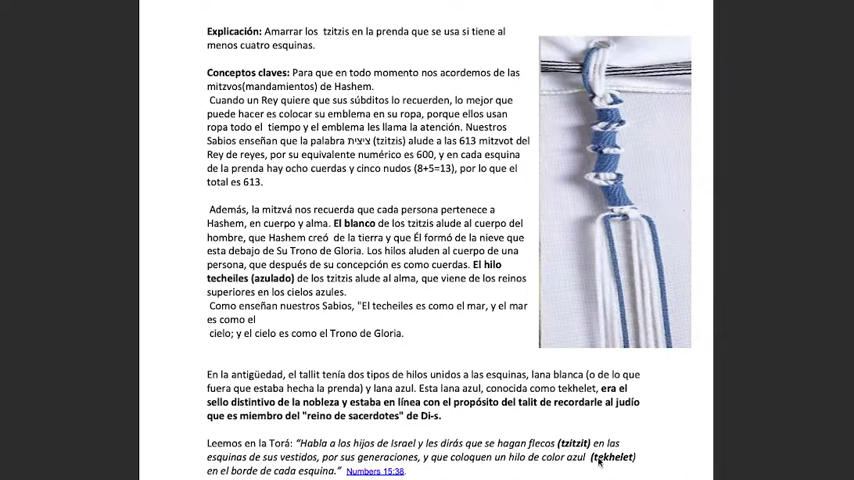 Explicación: Amarrar los tzitzis en la prenda que se usa si tiene al
menos cuatro esquinas.
Conceptos claves: Para que en todo momento nos acordemos de las
mitzvos(mandamientos) de Hashem.
Cuando un Rey quiere que sus súbditos lo recuerden, lo mejor que
puede hacer es colocar su emblema en su ropa, porque ellos usan
ropa todo el tiempo y el emblema les llama la atención. Nuestros
Sabios enseñan que la palabra ציצית (tzitzis) alude a las 613 mitzvot del
Rey de reyes, por su equivalente numérico es 600, y en cada esquina
de la prenda hay ocho cuerdas y cinco nudos (8+5=13), por lo que el
total es 613.
Además, la mitzvá nos recuerda que cada persona pertenece a
Hashem, en cuerpo y alma. El blanco de los tzitzis alude al cuerpo del
hombre, que Hashem creó de la tierra y que Él formó de la nieve que
esta debajo de Su Trono de Gloria. Los hilos aluden al cuerpo de una
persona, que después de su concepción es como cuerdas. El hilo
techeiles (azulado) de los tzitzis alude al alma, que viene de los reinos
superiores en los cielos azules.
Como enseñan nuestros Sabios, "El techeiles es como el mar, y el mar
es como el
cielo; y el cielo es como el Trono de Gloria.
En la antigüedad, el tallit tenía dos tipos de hilos unidos a las esquinas, lana blanca (o de lo que
fuera que estaba hecha la prenda) y lana azul. Esta lana azul, conocida como tekhelet, era el
sello distintivo de la nobleza y estaba en línea con el propósito del talit de recordarle al judío
que es miembro del "reino de sacerdotes" de Di-s.
Leemos en la Torá: “Habla a los hijos de Israel y les dirás que se hagan flecos (tzitzit) en las
esquinas de sus vestidos, por sus generaciones, y que coloquen un hilo de color azul (tekhelet)
en el borde de cada esquina.” Numbers 15:38.